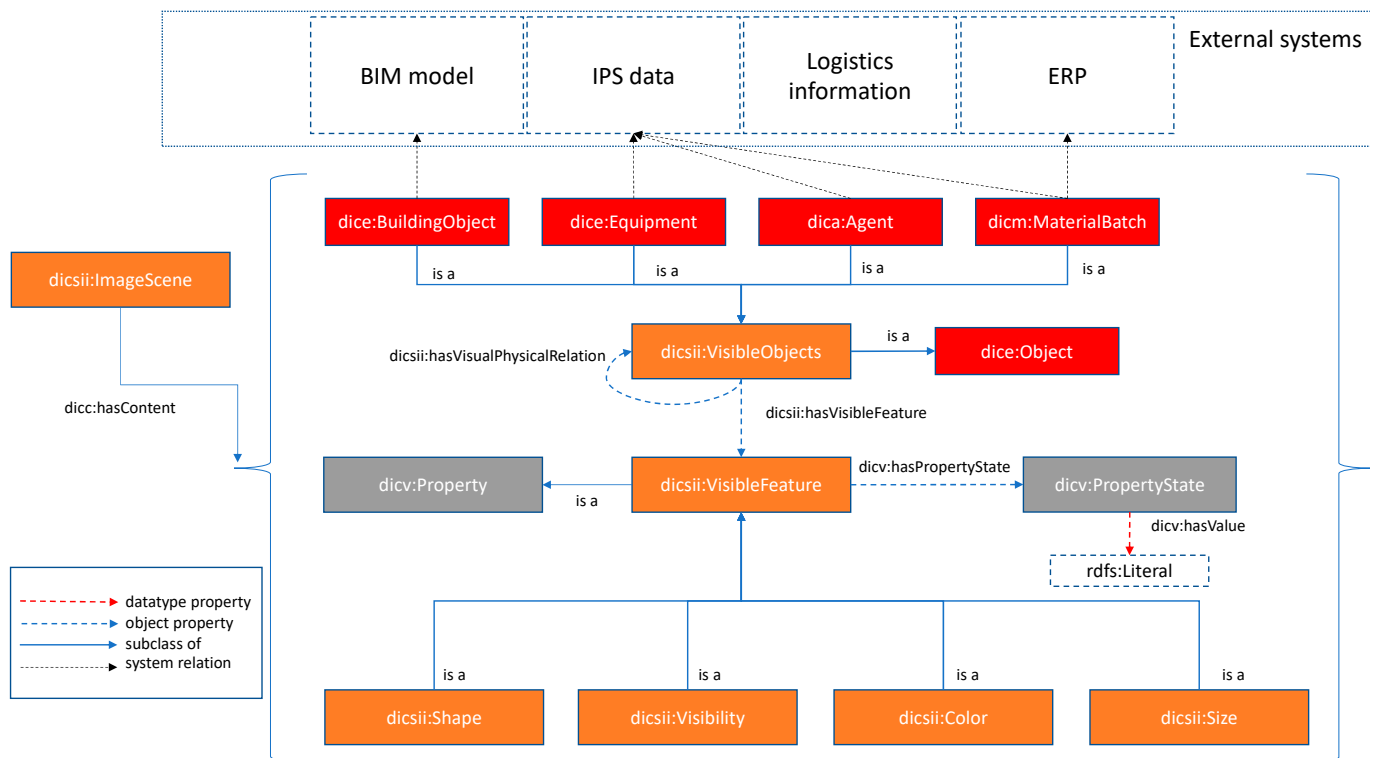 External systems
BIM model
IPS data
Logistics
information
ERP
dice:BuildingObject
dice:Equipment
dica:Agent
dicm:MaterialBatch
is a
is a
is a
is a
dicsii:ImageScene
dicc:hasContent
dicsii:hasVisualPhysicalRelation
dicsii:VisibleObjects
is a
dice:Object
dicsii:hasVisibleFeature
dicv:Property
is a
dicsii:VisibleFeature
dicv:hasPropertyState
dicv:PropertyState
dicv:hasValue
rdfs:Literal
datatype property
object property
subclass of
system relation
is a
is a
is a
is a
dicsii:Shape
dicsii:Visibility
dicsii:Color
dicsii:Size